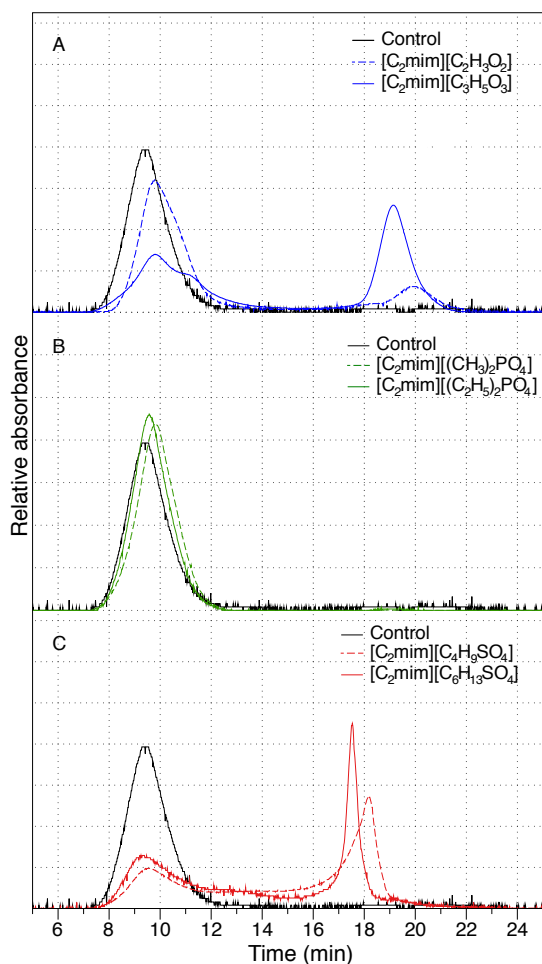 A
Control
[C₂mim][C₂H₃O₂]
[C₂mim][C₃H₅O₃]
B
Control
[C₂mim][(CH₃)₂PO₄]
[C₂mim][(C₂H₅)₂PO₄]
Relative absorbance
C
Control
[C₂mim][C₄H₉SO₄]
[C₂mim][C₆H₁₃SO₄]
6 8 10 12 14 16 18 20 22 24
Time (min)